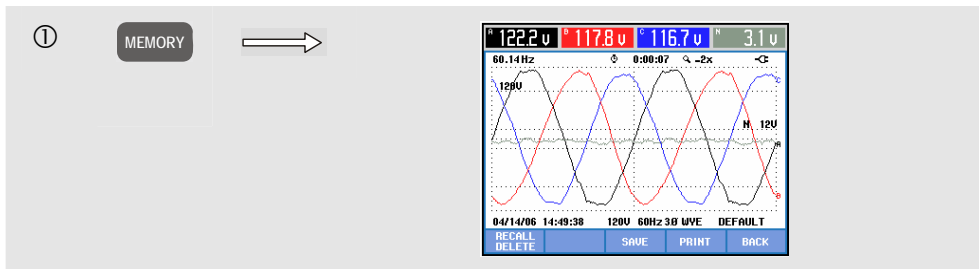 ①
MEMORY
A 122.2 V B 117.8 V C 116.7 V N 3.1 V
60.14Hz 0:00:07 -2x
C
120V
N 12V
A
B
04/14/06 14:49:38 120V 60Hz 3Ø WYE DEFAULT
RECALL
DELETE SAVE PRINT BACK